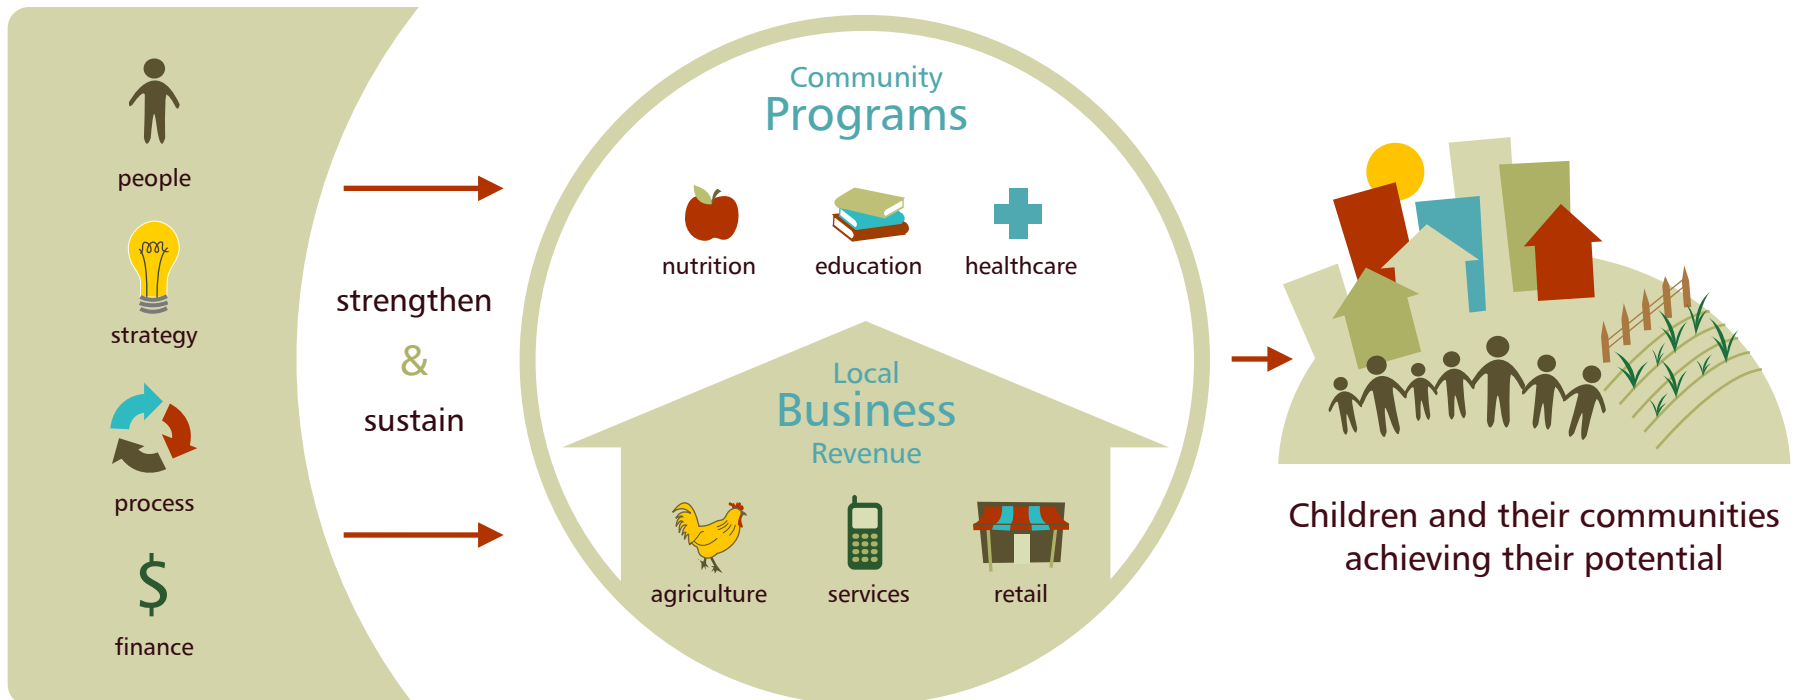 people
strategy
process
$
finance
strengthen
&
sustain
Community
Programs
nutrition
education
healthcare
Local
Business
Revenue
agriculture
services
retail
Children and their communities
achieving their potential